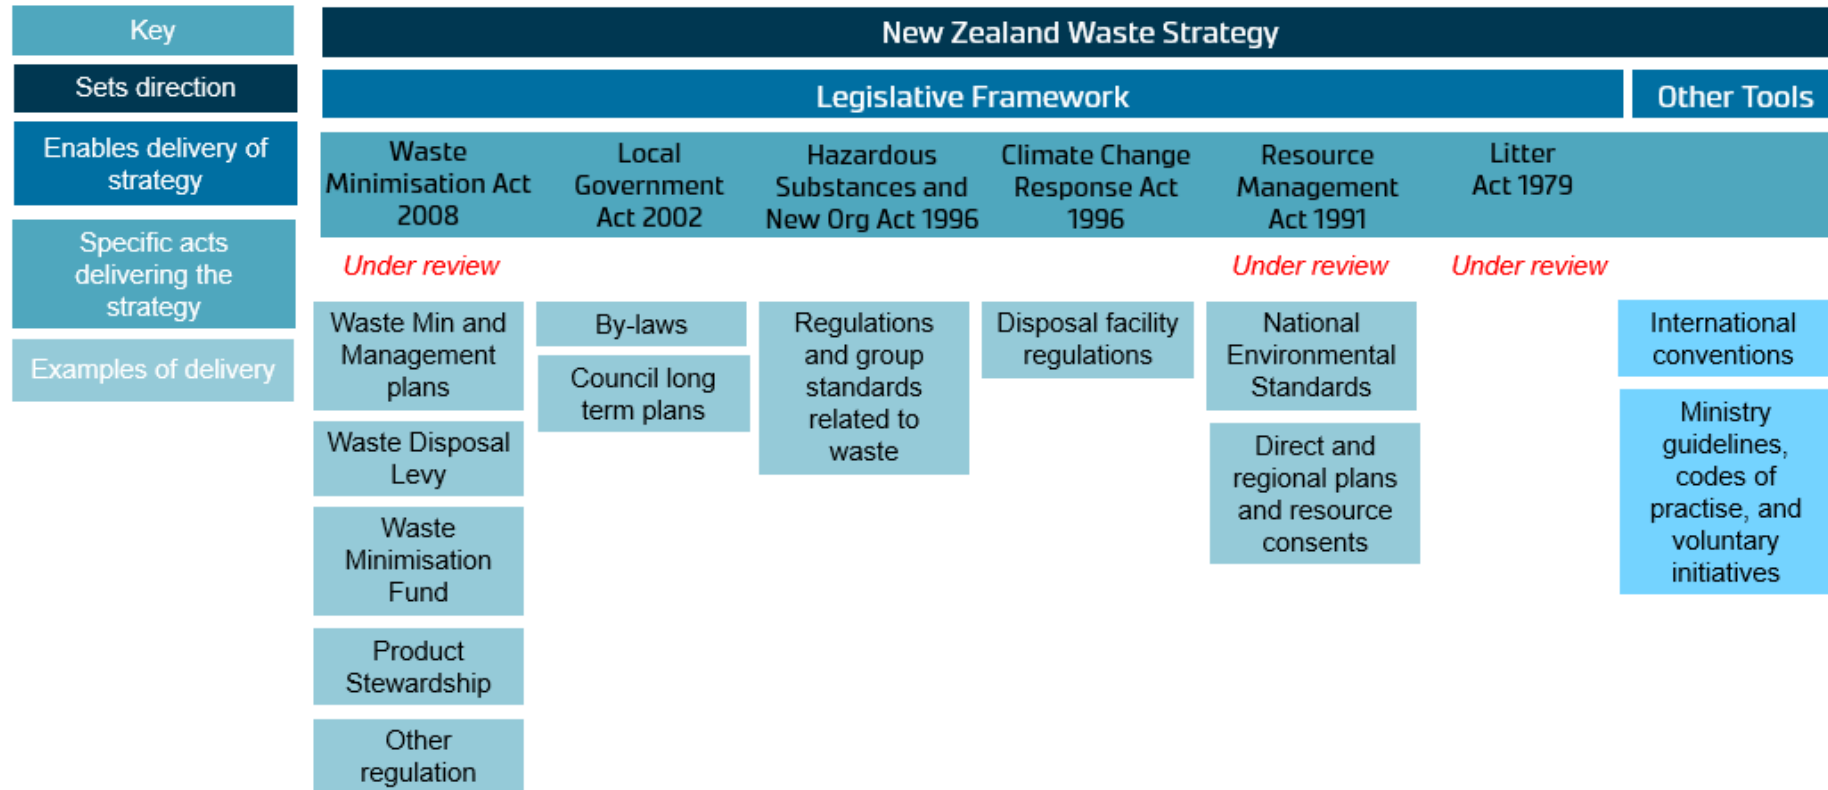 Key
Sets direction
Enables delivery of
strategy
Specific acts
delivering the
strategy
Examples of delivery
New Zealand Waste Strategy
Legislative Framework
Other Tools
Waste
Minimisation Act
2008
Under review
Waste Min and
Management
plans
Waste Disposal
Levy
Waste
Minimisation
Fund
Product
Stewardship
Other
regulation
Local
Government
Act 2002
By-laws
Council long
term plans
Hazardous
Substances and
New Org Act 1996
Regulations
and group
standards
related to
waste
Climate Change
Response Act
1996
Disposal facility
regulations
Resource
Management
Act 1991
Under review
National
Environmental
Standards
Direct and
regional plans
and resource
consents
Litter
Act 1979
Under review
International
conventions
Ministry
guidelines,
codes of
practise, and
voluntary
initiatives